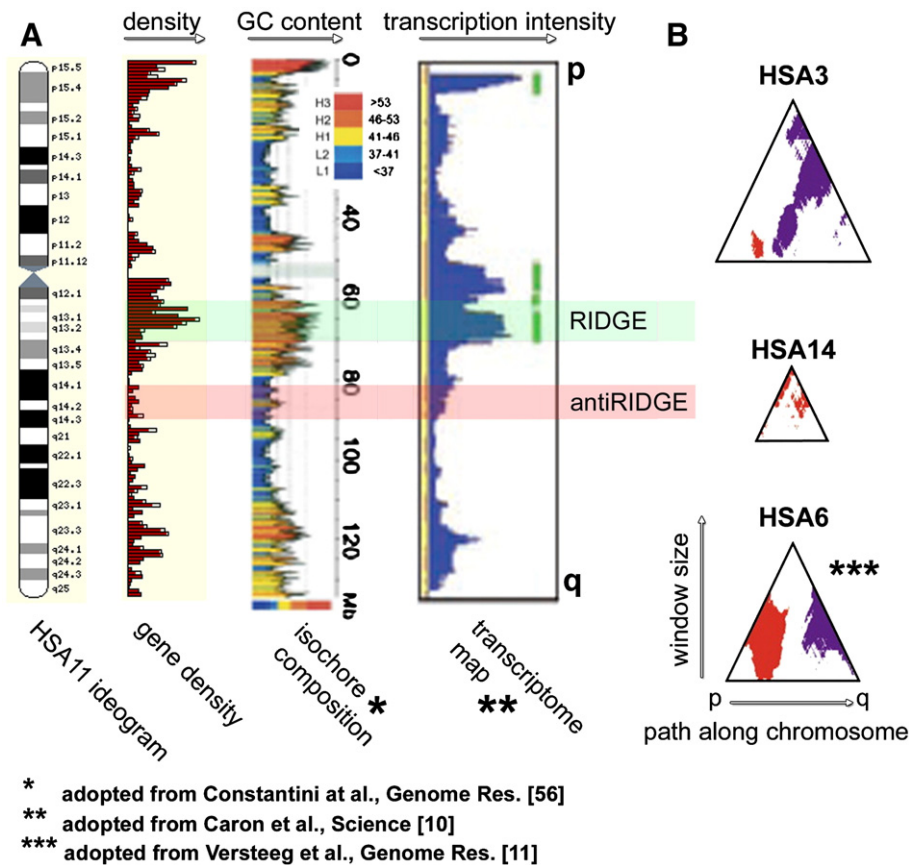 A
density
GC content
transcription intensity
B
p15.5
p15.4
p15.2
p15.1
p14.3
p14.1
p13
p12
p11.2
p11.12
q12.1
q13.1
q13.2
q13.4
q13.5
q14.1
q14.2
q14.3
q21
q22.1
q22.3
q23.1
q23.3
q24.1
q24.2
q24.3
q25
H3 >53
H2 46-53
H1 41-46
L2 37-41
L1 <37
0
40
60
80
100
120
Mb
p
q
RIDGE
antiRIDGE
HSA3
HSA14
HSA6
***
window size
p q
path along chromosome
HSA11 ideogram
gene density
isochore
composition *
transcriptome
map **
* adopted from Constantini at al., Genome Res. [56]
** adopted from Caron et al., Science [10]
*** adopted from Versteeg et al., Genome Res. [11]